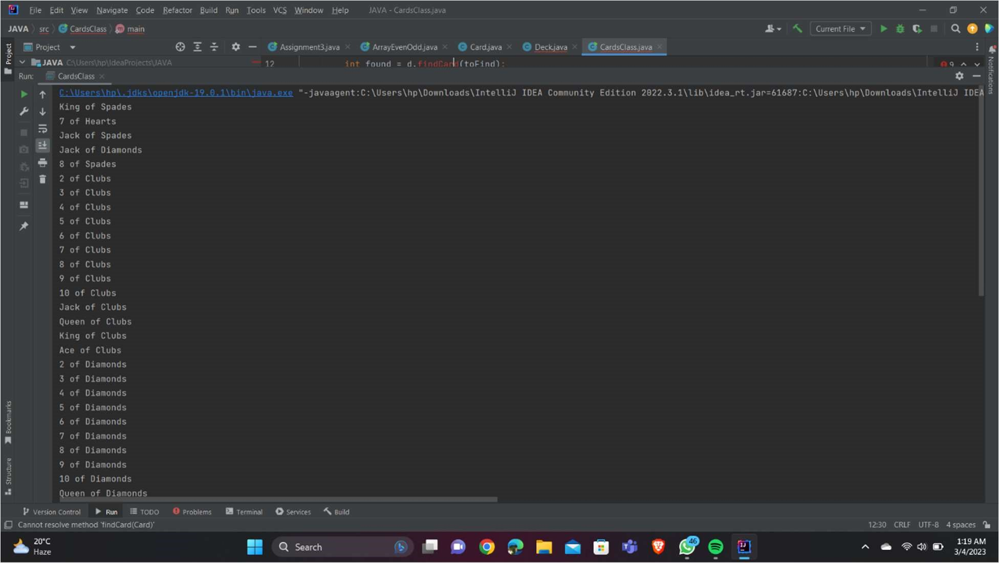 File Edit View Navigate Code Refactor Build Run Tools VCS Window Help JAVA - CardsClass.java
JAVA src CardsClass main Current File
Project Assignment3.java ArrayEvenOdd.java Card.java Deck.java CardsClass.java
JAVA C:\Users\hp\IdeaProjects\JAVA 12 int found = d.findCard(toFind); 9
Run: CardsClass
C:\Users\hp\.jdks\openjdk-19.0.1\bin\java.exe "-javaagent:C:\Users\hp\Downloads\IntelliJ IDEA Community Edition 2022.3.1\lib\idea_rt.jar=61687:C:\Users\hp\Downloads\IntelliJ IDEA
King of Spades
7 of Hearts
Jack of Spades
Jack of Diamonds
8 of Spades
2 of Clubs
3 of Clubs
4 of Clubs
5 of Clubs
6 of Clubs
7 of Clubs
8 of Clubs
9 of Clubs
10 of Clubs
Jack of Clubs
Queen of Clubs
King of Clubs
Ace of Clubs
2 of Diamonds
3 of Diamonds
4 of Diamonds
5 of Diamonds
6 of Diamonds
7 of Diamonds
8 of Diamonds
9 of Diamonds
10 of Diamonds
Queen of Diamonds
Project
Bookmarks
Structure
Notifications
Version Control Run TODO Problems Terminal Services Build
Cannot resolve method 'findCard(Card)' 12:30 CRLF UTF-8 4 spaces
20°C
Haze
Search
46
1:19 AM
3/4/2023